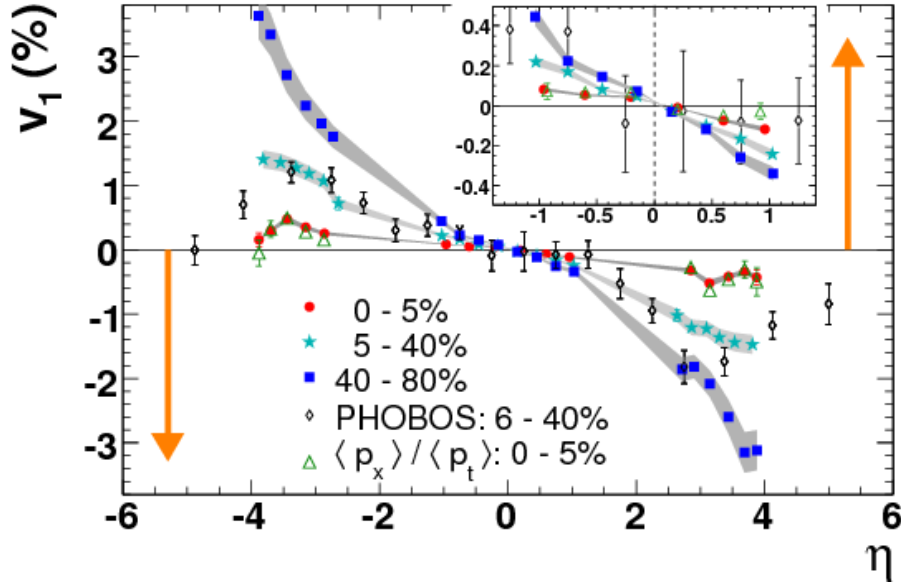 v₁ (%)
3
2
1
0
-1
-2
-3
-6 -4 -2 0 2 4 6
η
0.4
0.2
0
-0.2
-0.4
-1 -0.5 0 0.5 1
0 - 5%
5 - 40%
40 - 80%
PHOBOS: 6 - 40%
⟨ pₓ ⟩ / ⟨ pₜ ⟩: 0 - 5%